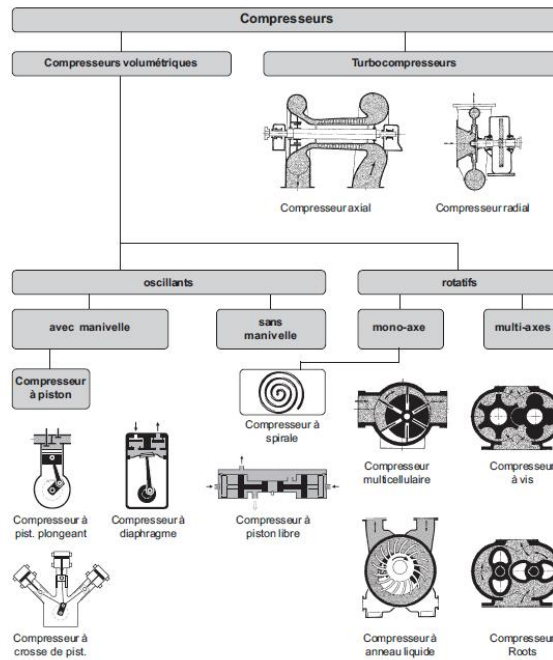 Compresseurs
Compresseurs volumétriques
Turbocompresseurs
Compresseur axial
Compresseur radial
oscillants
rotatifs
avec manivelle
sans
manivelle
mono-axe
multi-axes
Compresseur
à piston
Compresseur à
spirale
Compresseur à
pist. plongeant
Compresseur à
diaphragme
Compresseur à
piston libre
Compresseur
multicellulaire
Compresseur
à vis
Compresseur à
crosse de pist.
Compresseur à
anneau liquide
Compresseur
Roots